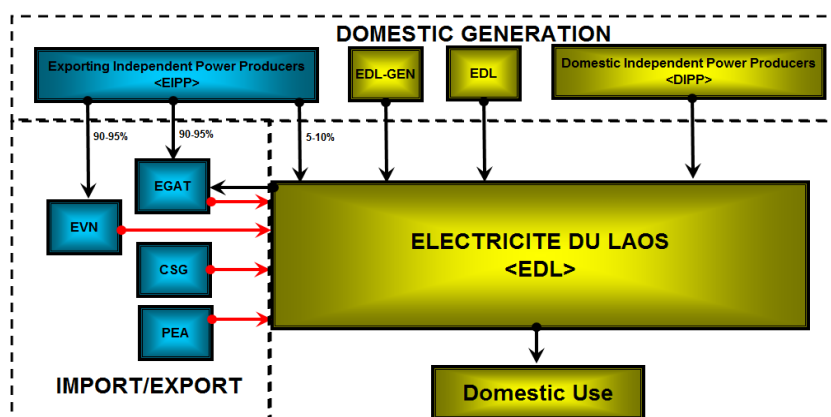 DOMESTIC GENERATION
Exporting Independent Power Producers
<EIPP>
EDL-GEN
EDL
Domestic Independent Power Producers
<DIPP>
90-95%
90-95%
5-10%
EGAT
EVN
CSG
PEA
ELECTRICITE DU LAOS
<EDL>
IMPORT/EXPORT
Domestic Use